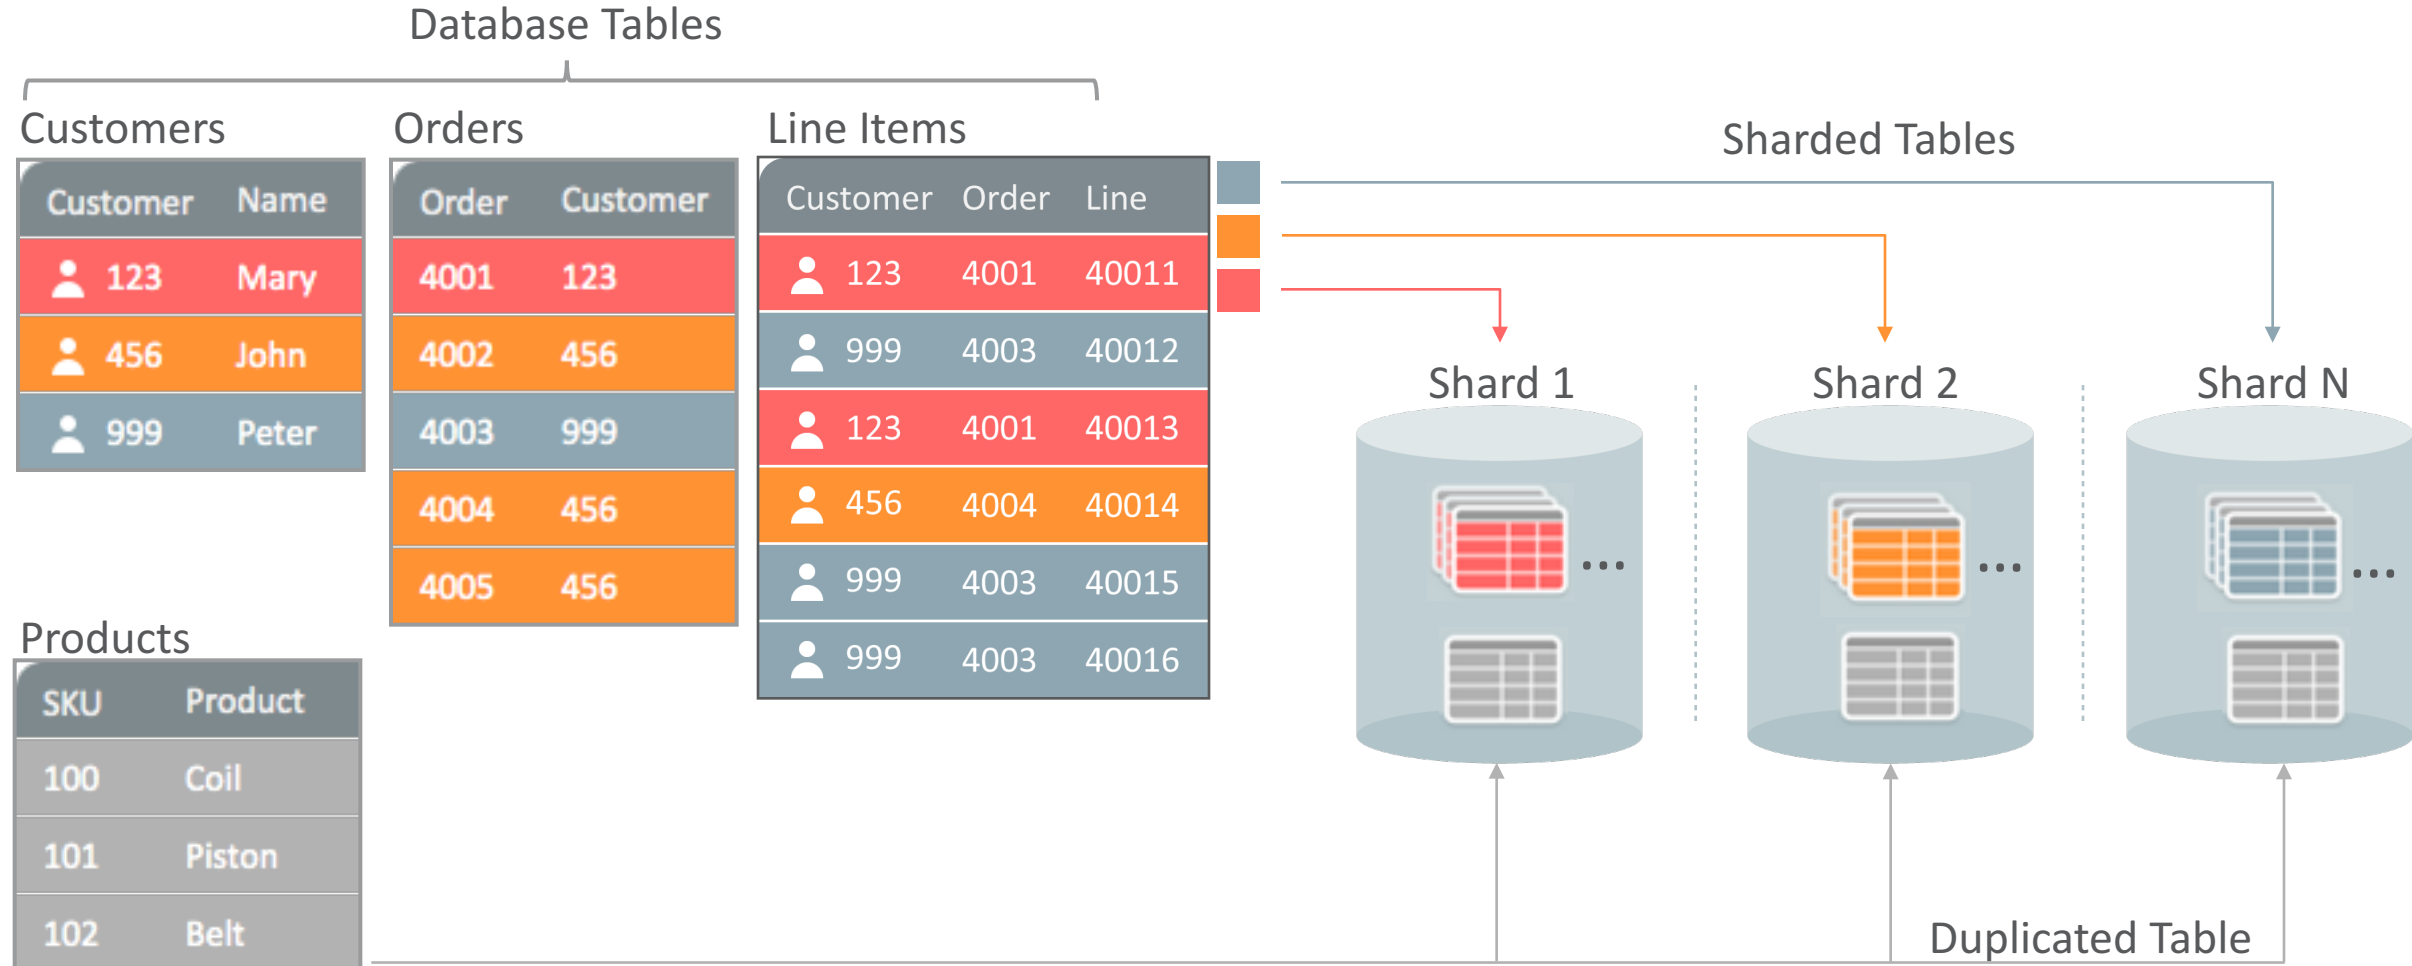 Database Tables
Customers
Customer Name
123 Mary
456 John
999 Peter
Orders
Order Customer
4001 123
4002 456
4003 999
4004 456
4005 456
Line Items
Customer Order Line
123 4001 40011
999 4003 40012
123 4001 40013
456 4004 40014
999 4003 40015
999 4003 40016
Products
SKU Product
100 Coil
101 Piston
102 Belt
Sharded Tables
Shard 1
Shard 2
Shard N
...
...
...
Duplicated Table